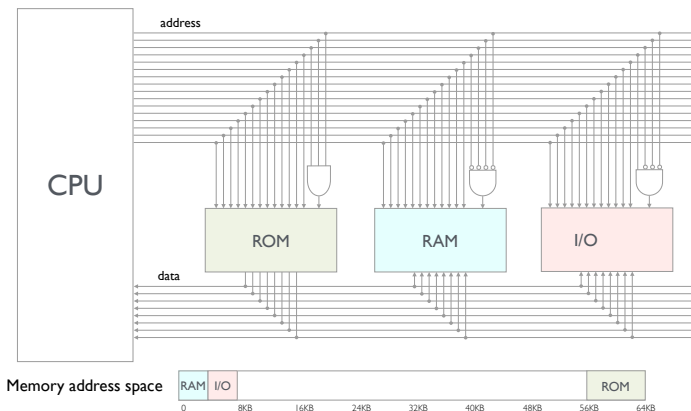 address
CPU
ROM
RAM
I/O
data
Memory address space
RAM I/O ROM
0 8KB 16KB 24KB 32KB 40KB 48KB 56KB 64KB